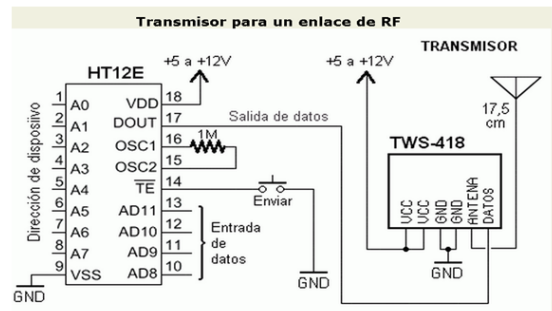 Transmisor para un enlace de RF
TRANSMISOR
HT12E
+5 a +12V
+5 a +12V
Dirección de disposiivo
1 A0 VDD 18
2 A1 DOUT 17
Salida de datos
3 A2 OSC1 16
1M
4 A3 OSC2 15
5 A4 TE 14
Enviar
6 A5 AD11 13
7 A6 AD10 12
8 A7 AD9 11
9 VSS AD8 10
Entrada
de
datos
GND
GND
17,5
cm
TWS-418
VCC
VCC
GND
GND
ANTENA
DATOS
GND